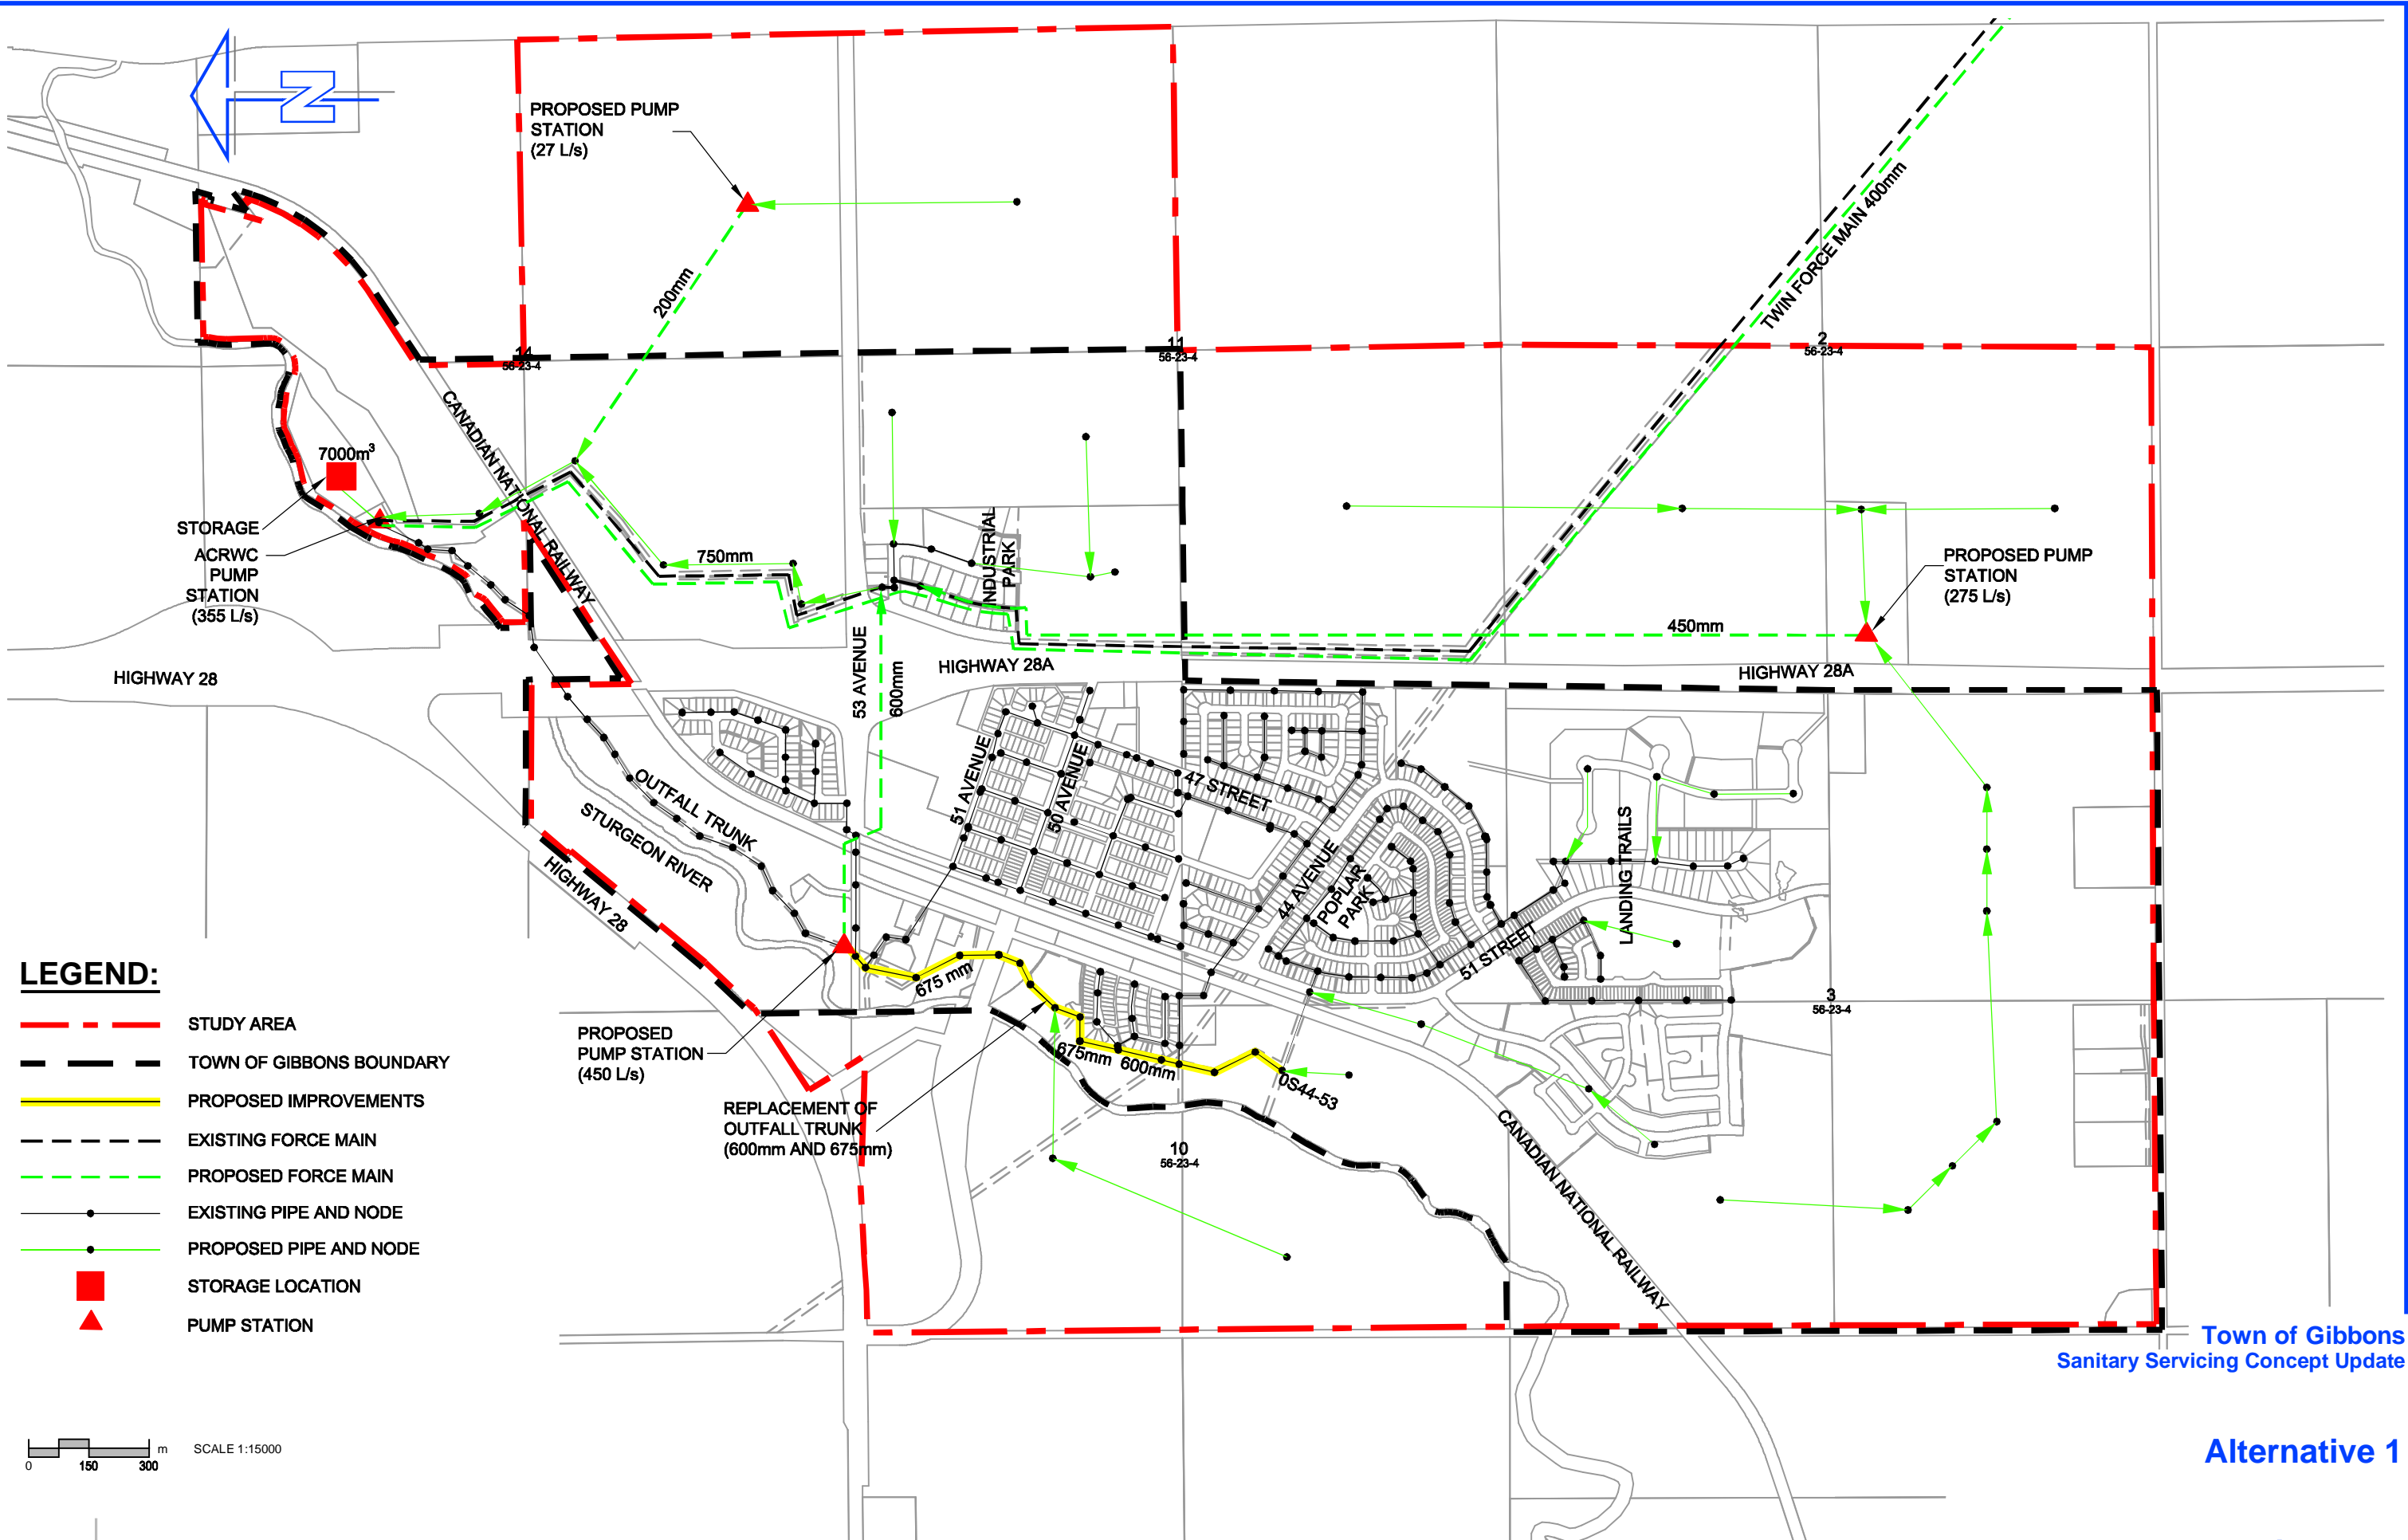 N
PROPOSED PUMP
STATION
(27 L/s)
200mm
TWIN FORCE MAIN 400mm
14
56-23-4
11
56-23-4
2
56-23-4
CANADIAN NATIONAL RAILWAY
7000m³
STORAGE
ACRWC
PUMP
STATION
(355 L/s)
750mm
INDUSTRIAL
PARK
PROPOSED PUMP
STATION
(275 L/s)
450mm
53 AVENUE
600mm
HIGHWAY 28
HIGHWAY 28A
HIGHWAY 28A
OUTFALL TRUNK
STURGEON RIVER
HIGHWAY 28
51 AVENUE
50 AVENUE
47 STREET
44 AVENUE
POPLAR
PARK
51 STREET
LANDING TRAILS
675 mm
PROPOSED
PUMP STATION
(450 L/s)
675mm
600mm
0S44-53
REPLACEMENT OF
OUTFALL TRUNK
(600mm AND 675mm)
3
56-23-4
10
56-23-4
CANADIAN NATIONAL RAILWAY
LEGEND:
STUDY AREA
TOWN OF GIBBONS BOUNDARY
PROPOSED IMPROVEMENTS
EXISTING FORCE MAIN
PROPOSED FORCE MAIN
EXISTING PIPE AND NODE
PROPOSED PIPE AND NODE
STORAGE LOCATION
PUMP STATION
0 150 300 m SCALE 1:15000
Town of Gibbons
Sanitary Servicing Concept Update
Alternative 1